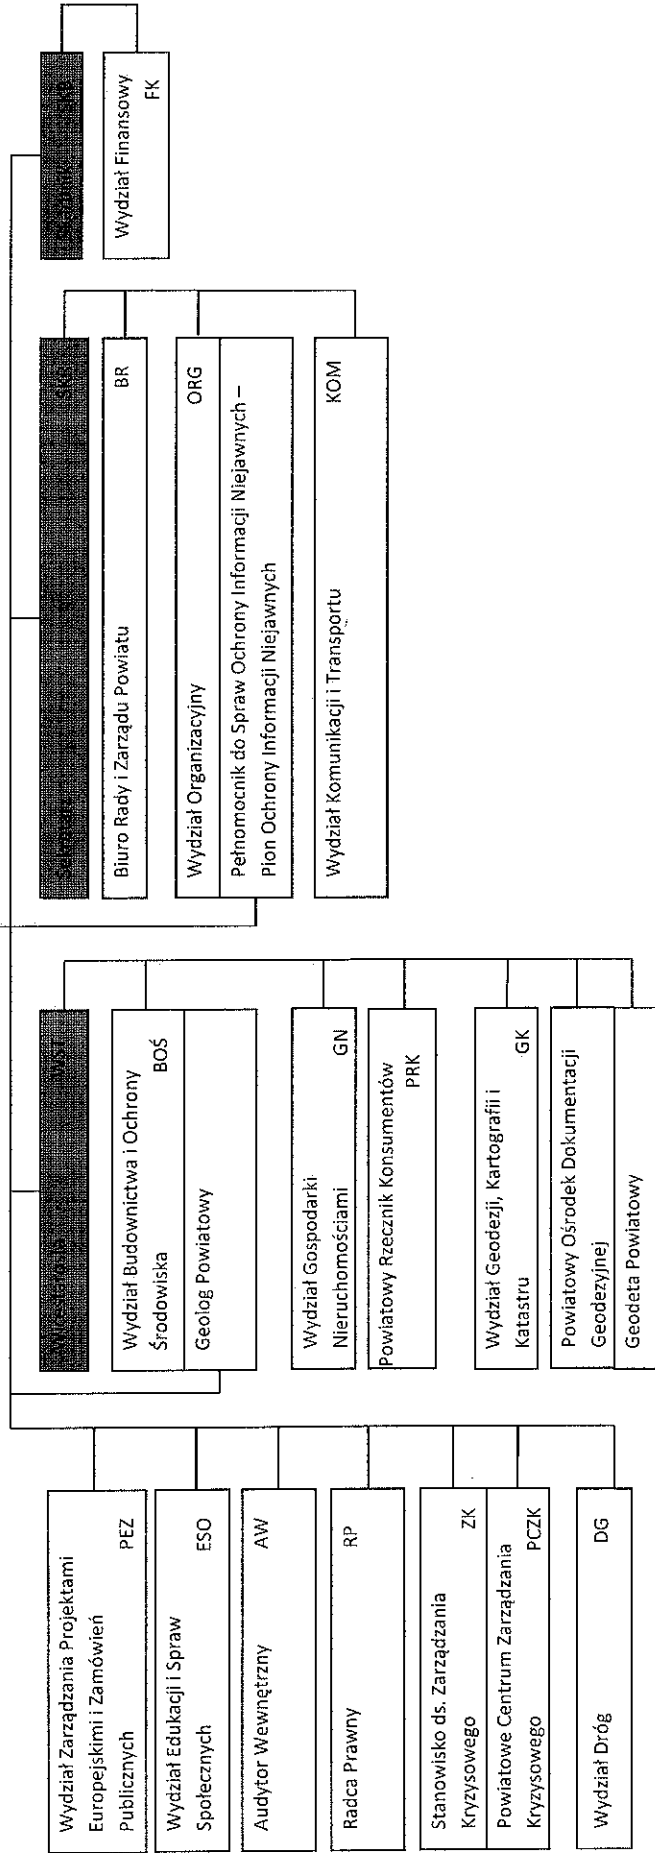 Wydział Zarządzania Projektami
Europejskimi i Zamówień
Publicznych PEZ
Wydział Edukacji i Spraw
Społecznych ESO
Audytor Wewnętrzny AW
Radca Prawny RP
Stanowisko ds. Zarządzania
Kryzysowego ZK
Powiatowe Centrum Zarządzania
Kryzysowego PCZK
Wydział Dróg DG
Wicestarosta WST
Wydział Budownictwa i Ochrony
Środowiska BOŚ
Geolog Powiatowy
Wydział Gospodarki
Nieruchomościami GN
Powiatowy Rzecznik Konsumentów
PRK
Wydział Geodezji, Kartografii i
Katastru GK
Powiatowy Ośrodek Dokumentacji
Geodezyjnej
Geodeta Powiatowy
Biuro Rady i Zarządu Powiatu BR
Wydział Organizacyjny ORG
Pełnomocnik do Spraw Ochrony Informacji Niejawnych –
Pion Ochrony Informacji Niejawnych
Wydział Komunikacji i Transportu KOM
Wydział Finansowy
FK